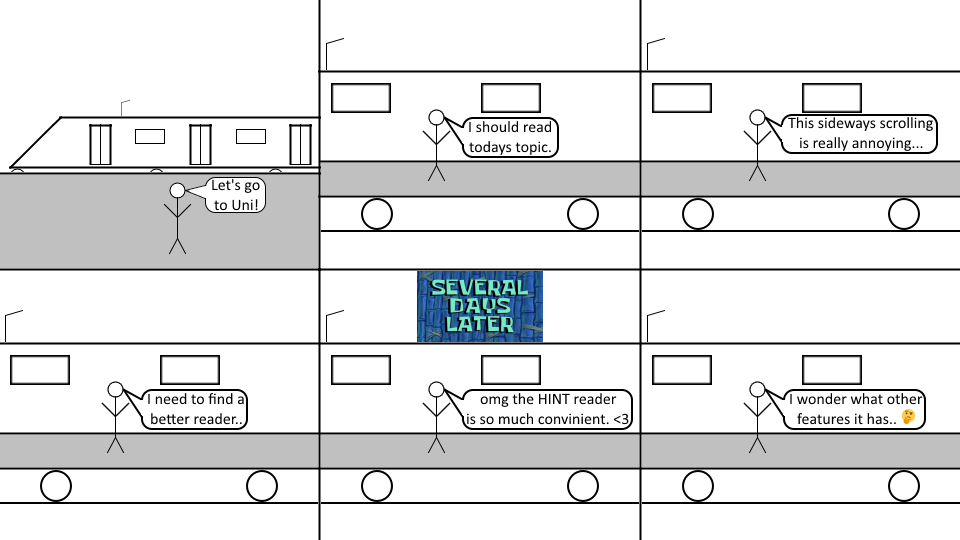 Let's go
to Uni!
I should read
todays topic.
This sideways scrolling
is really annoying...
I need to find a
better reader..
SEVERAL
DAYS
LATER
omg the HINT reader
is so much convinient. <3
I wonder what other
features it has.. 🤔